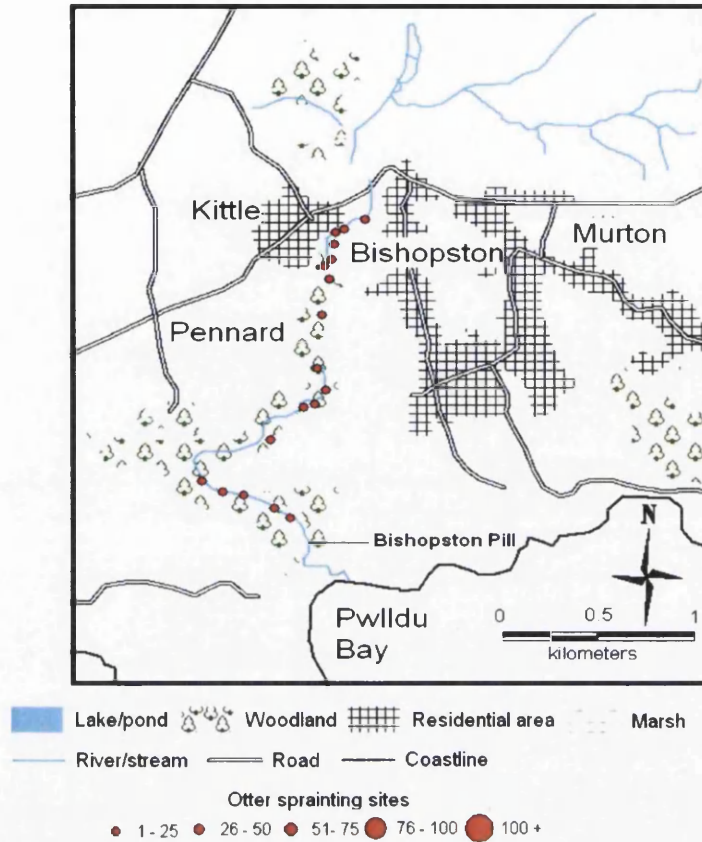 Kittle
Bishopston
Murton
Pennard
Bishopston Pill
N
Pwlldu
Bay
0 0.5 1
kilometers
Lake/pond Woodland Residential area Marsh
River/stream Road Coastline
Otter sprainting sites
1 - 25 26 - 50 51- 75 76 - 100 100 +